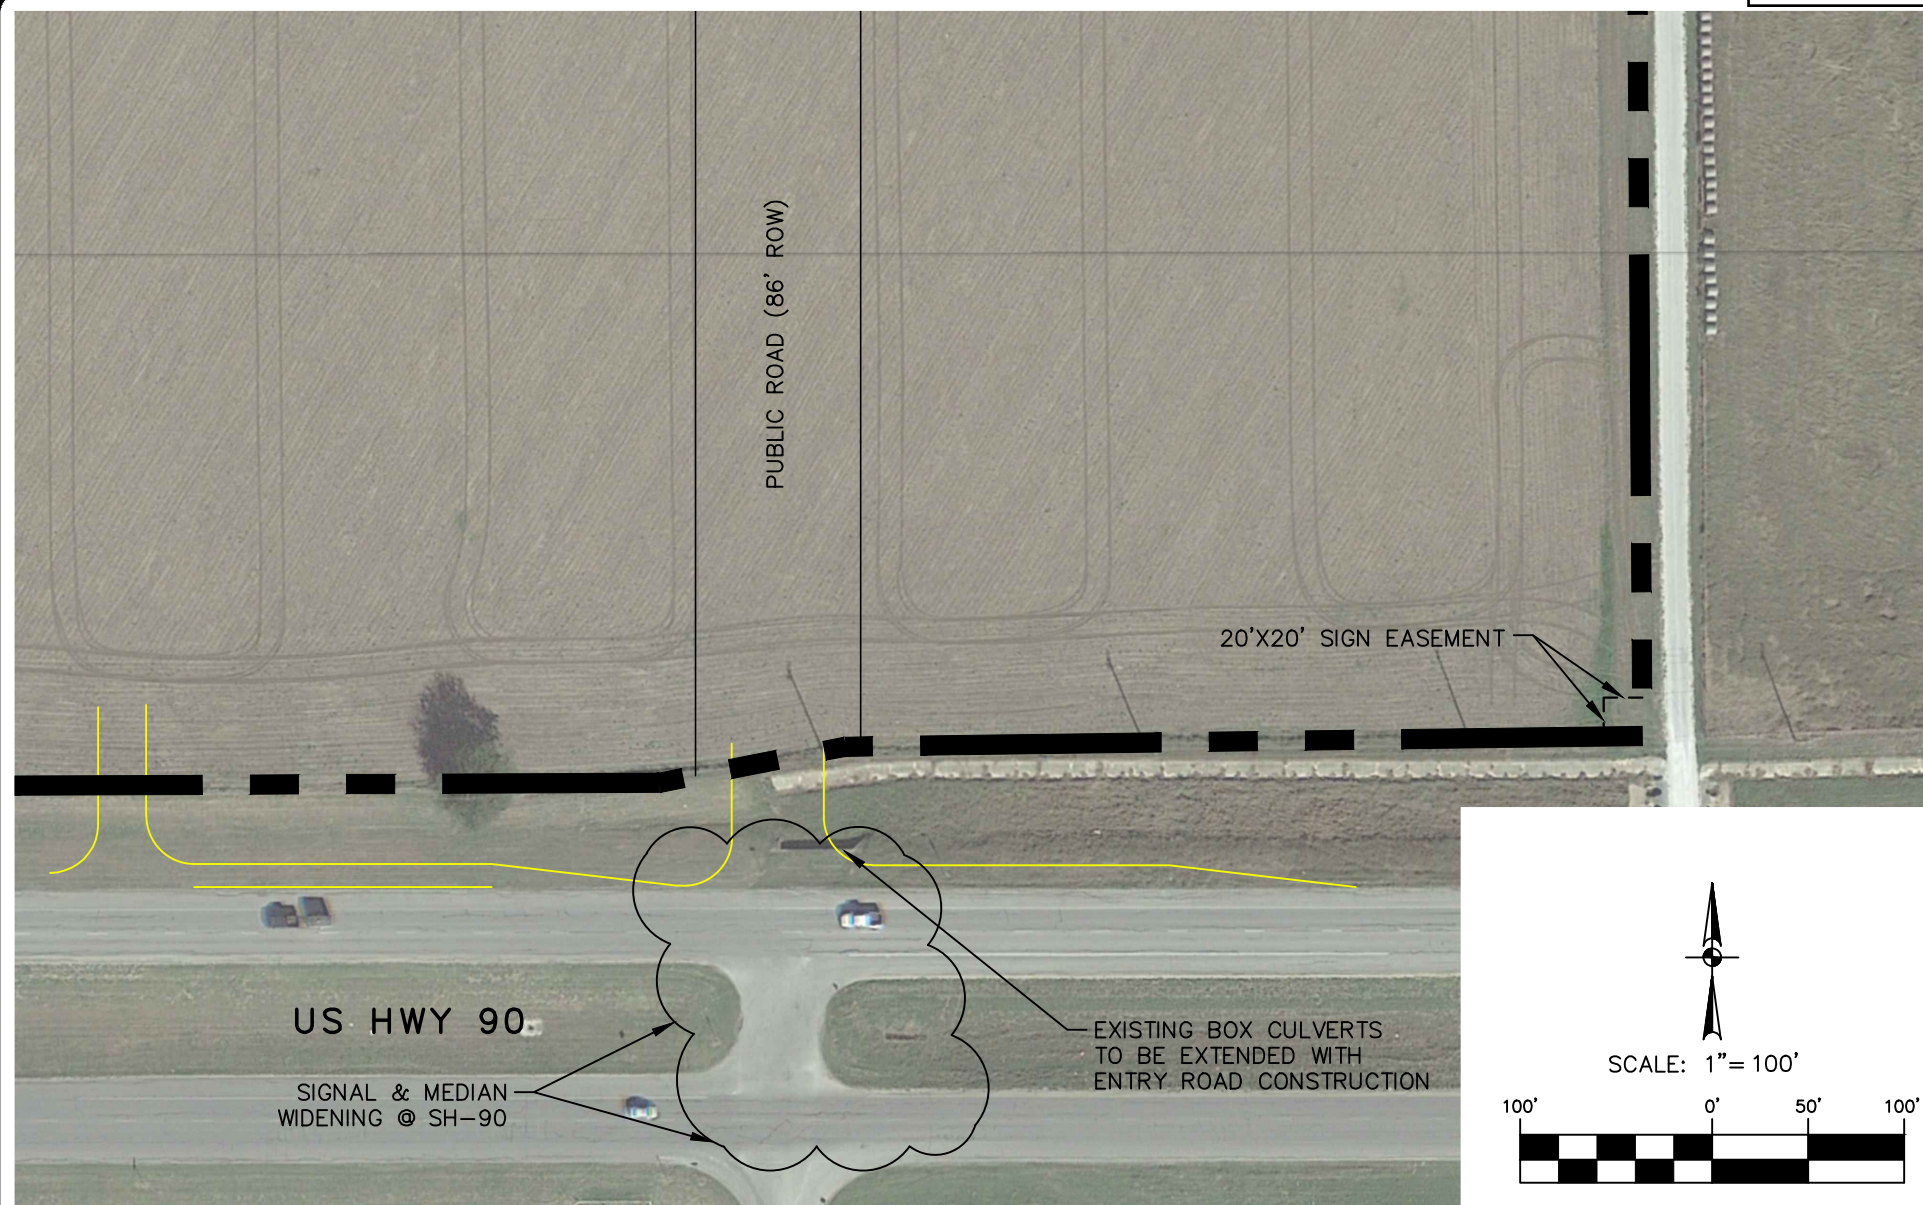 PUBLIC ROAD (86' ROW)
20'X20' SIGN EASEMENT
US HWY 90
SIGNAL & MEDIAN
WIDENING @ SH-90
EXISTING BOX CULVERTS
TO BE EXTENDED WITH
ENTRY ROAD CONSTRUCTION
SCALE: 1"= 100'
100' 0' 50' 100'